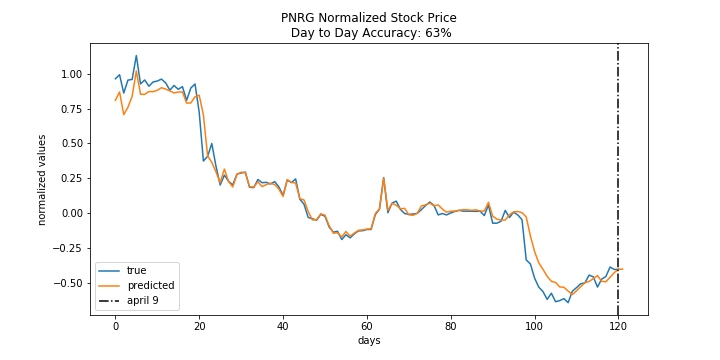 PNRG Normalized Stock Price
Day to Day Accuracy: 63%
normalized values
1.00
0.75
0.50
0.25
0.00
−0.25
−0.50
true
predicted
april 9
0
20
40
60
80
100
120
days